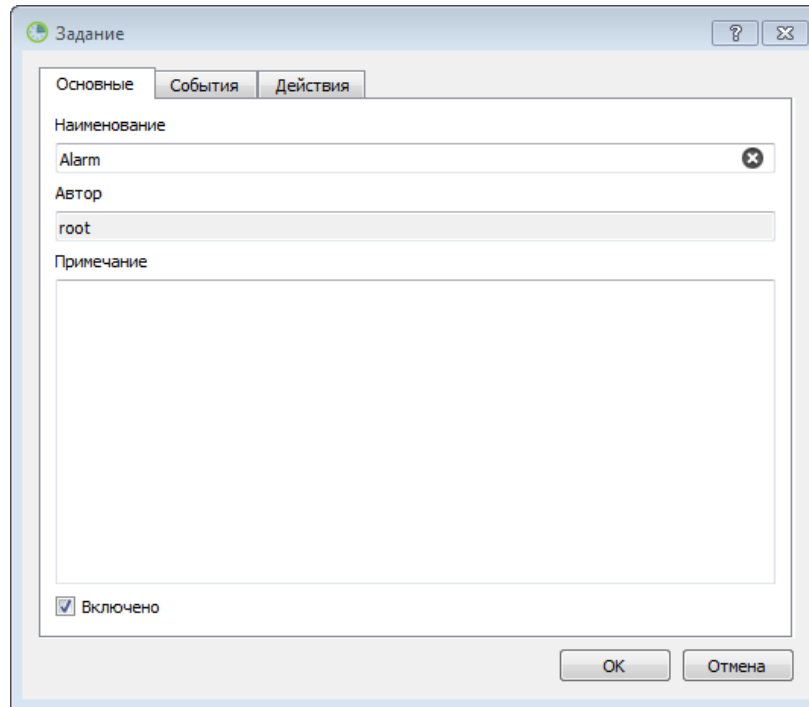 Задание
Основные События Действия
Наименование
Alarm
Автор
root
Примечание
Включено
OK Отмена